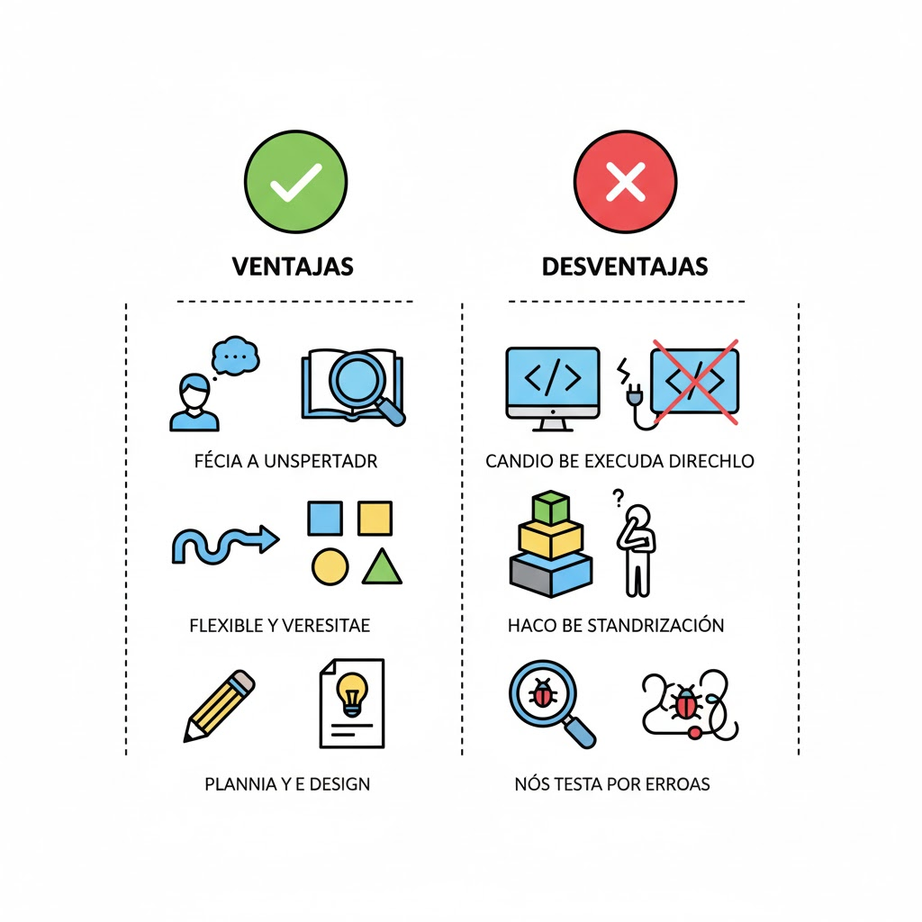 VENTAJAS
DESVENTAJAS
FÉCIA A UNSPERTADR
CANDIO BE EXECUDA DIRECHLO
FLEXIBLE Y VERESITAE
HACO BE STANDRIZACIÓN
PLANNIA Y E DESIGN
NÓS TESTA POR ERROAS